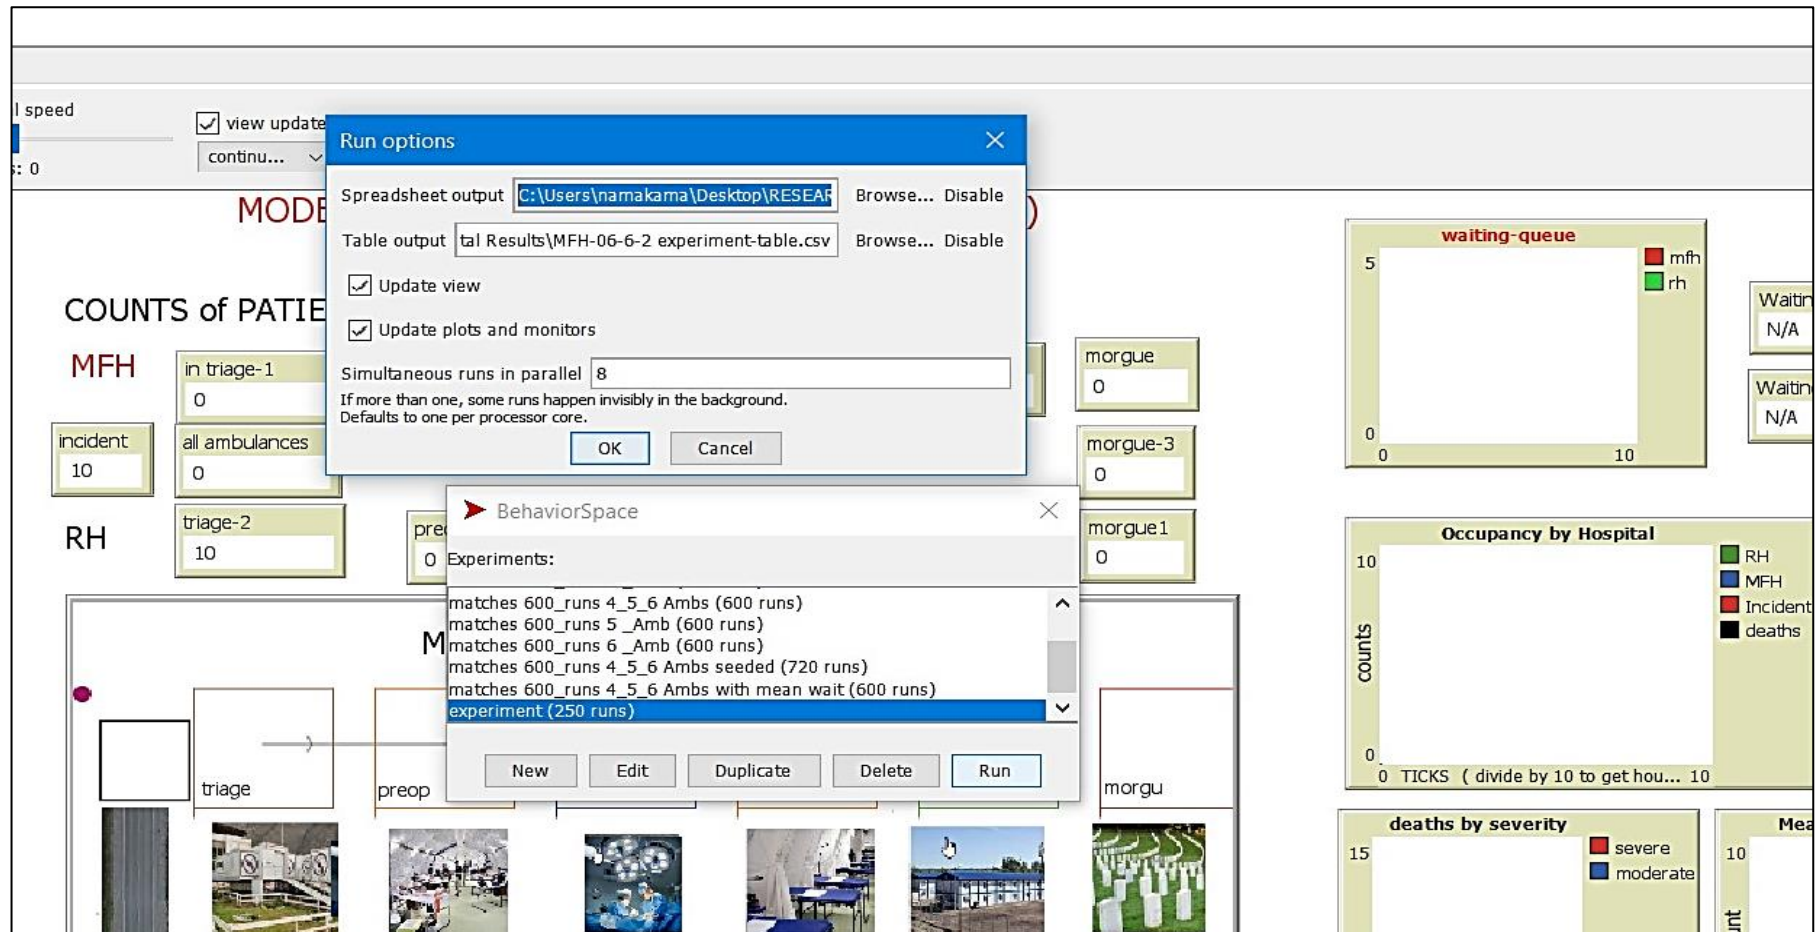 l speed
view update
continu...
s: 0
Run options
Spreadsheet output C:\Users\namakama\Desktop\RESEAR Browse... Disable
Table output tal Results\MFH-06-6-2 experiment-table.csv Browse... Disable
Update view
Update plots and monitors
Simultaneous runs in parallel 8
If more than one, some runs happen invisibly in the background.
Defaults to one per processor core.
OK Cancel
MODE )
COUNTS of PATIE
MFH
in triage-1
0
incident
10
all ambulances
0
RH
triage-2
10
preo
0
morgue
0
morgue-3
0
morgue1
0
BehaviorSpace
Experiments:
matches 600_runs 4_5_6 Ambs (600 runs)
matches 600_runs 5 _Amb (600 runs)
matches 600_runs 6 _Amb (600 runs)
matches 600_runs 4_5_6 Ambs seeded (720 runs)
matches 600_runs 4_5_6 Ambs with mean wait (600 runs)
experiment (250 runs)
New Edit Duplicate Delete Run
M
triage
preop
morgu
waiting-queue
5
0
0 10
mfh
rh
Waitin
N/A
Waitin
N/A
Occupancy by Hospital
10
counts
0
0 TICKS ( divide by 10 to get hou... 10
RH
MFH
Incident
deaths
deaths by severity
15
severe
moderate
Mea
10
unt